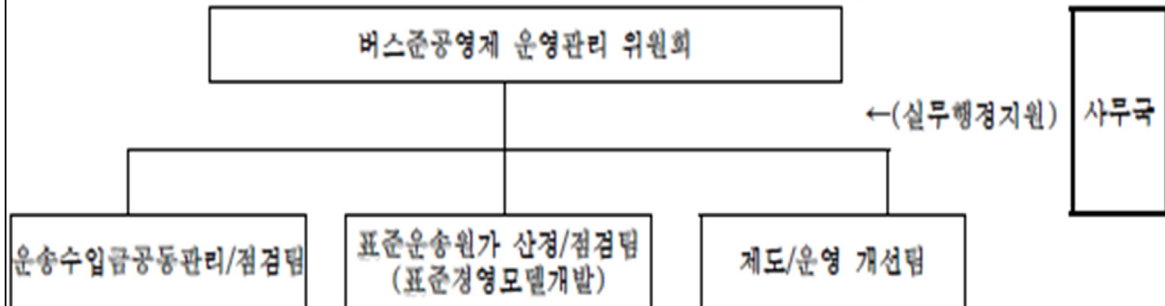 버스준공영제 운영관리 위원회
←(실무행정지원)
사무국
운송수입금공동관리/점검팀
표준운송원가 산정/점검팀
(표준경영모델개발)
제도/운영 개선팀